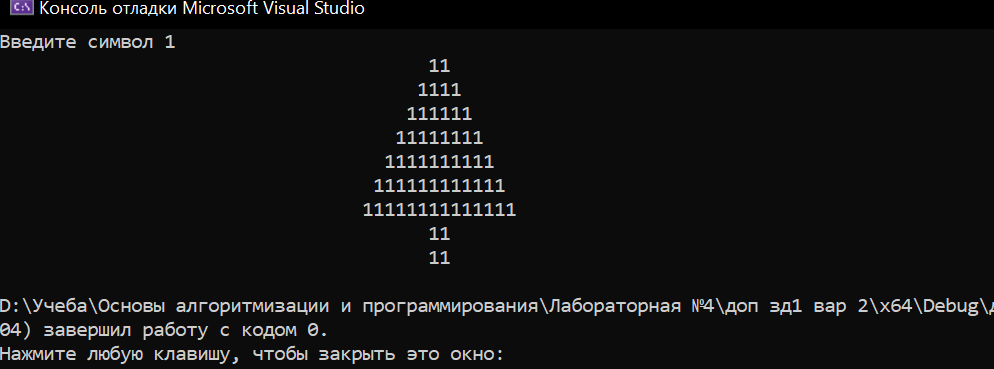 Консоль отладки Microsoft Visual Studio
Введите символ 1
11
1111
111111
11111111
1111111111
111111111111
11111111111111
11
11
D:\Учеба\Основы алгоритмизации и программирования\Лабораторная №4\доп зд1 вар 2\x64\Debug\
04) завершил работу с кодом 0.
Нажмите любую клавишу, чтобы закрыть это окно: